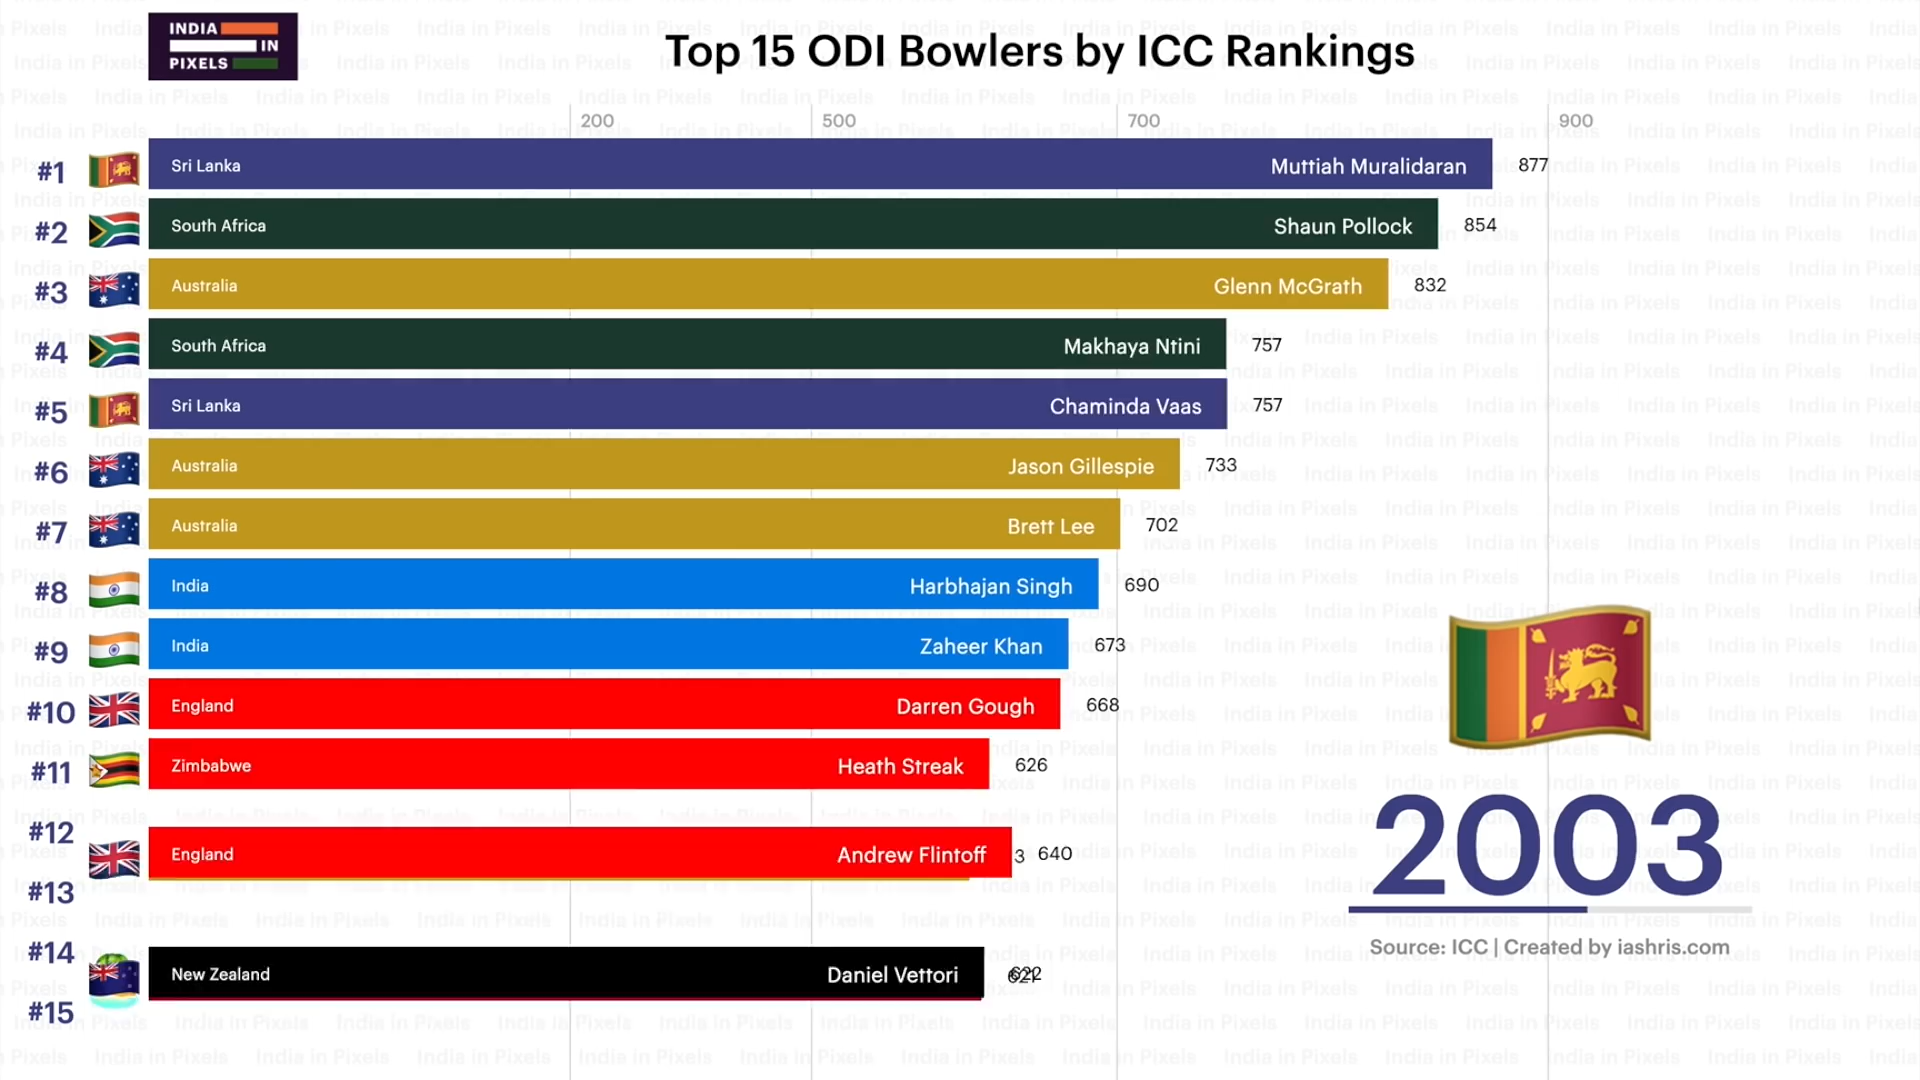 INDIA
IN
PIXELS
Top 15 ODI Bowlers by ICC Rankings
200 500 700 900
#1 Sri Lanka Muttiah Muralidaran 877
#2 South Africa Shaun Pollock 854
#3 Australia Glenn McGrath 832
#4 South Africa Makhaya Ntini 757
#5 Sri Lanka Chaminda Vaas 757
#6 Australia Jason Gillespie 733
#7 Australia Brett Lee 702
#8 India Harbhajan Singh 690
#9 India Zaheer Khan 673
#10 England Darren Gough 668
#11 Zimbabwe Heath Streak 626
#12
England Andrew Flintoff 3 640
#13
#14
New Zealand Daniel Vettori
#15
2003
Source: ICC | Created by iashris.com